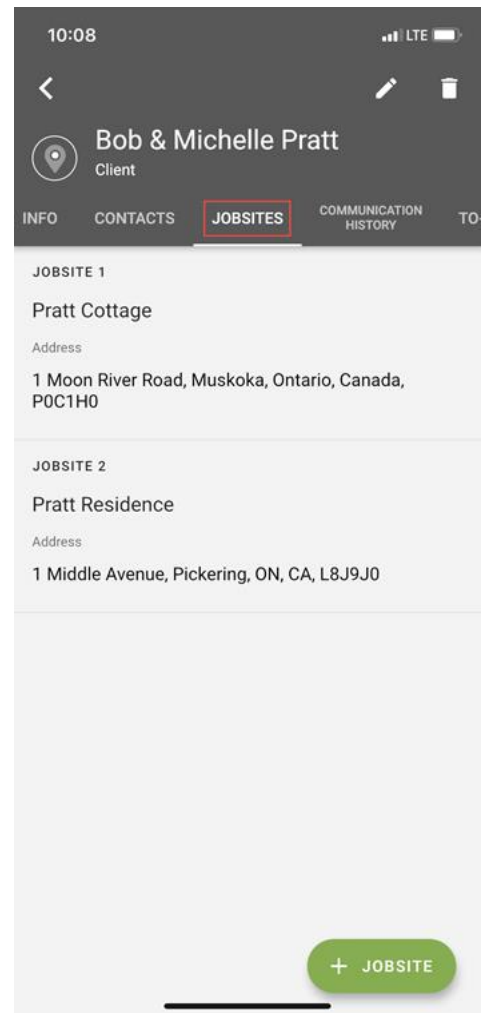 10:08
LTE
Bob & Michelle Pratt
Client
INFO CONTACTS JOBSITES COMMUNICATION HISTORY TO-
JOBSITE 1
Pratt Cottage
Address
1 Moon River Road, Muskoka, Ontario, Canada,
P0C1H0
JOBSITE 2
Pratt Residence
Address
1 Middle Avenue, Pickering, ON, CA, L8J9J0
+ JOBSITE